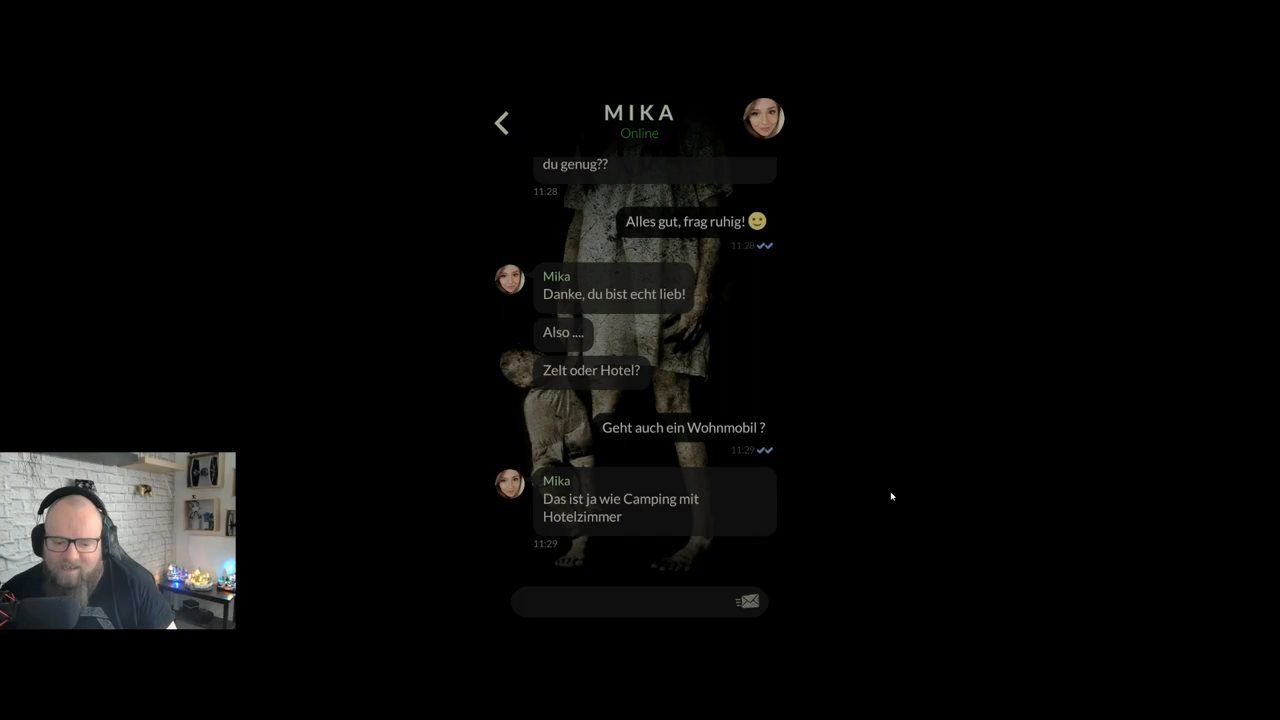 MIKA
Online
du genug??
11:28
Alles gut, frag ruhig!
11:28
Mika
Danke, du bist echt lieb!
Also ....
Zelt oder Hotel?
Geht auch ein Wohnmobil ?
11:29
Mika
Das ist ja wie Camping mit
Hotelzimmer
11:29